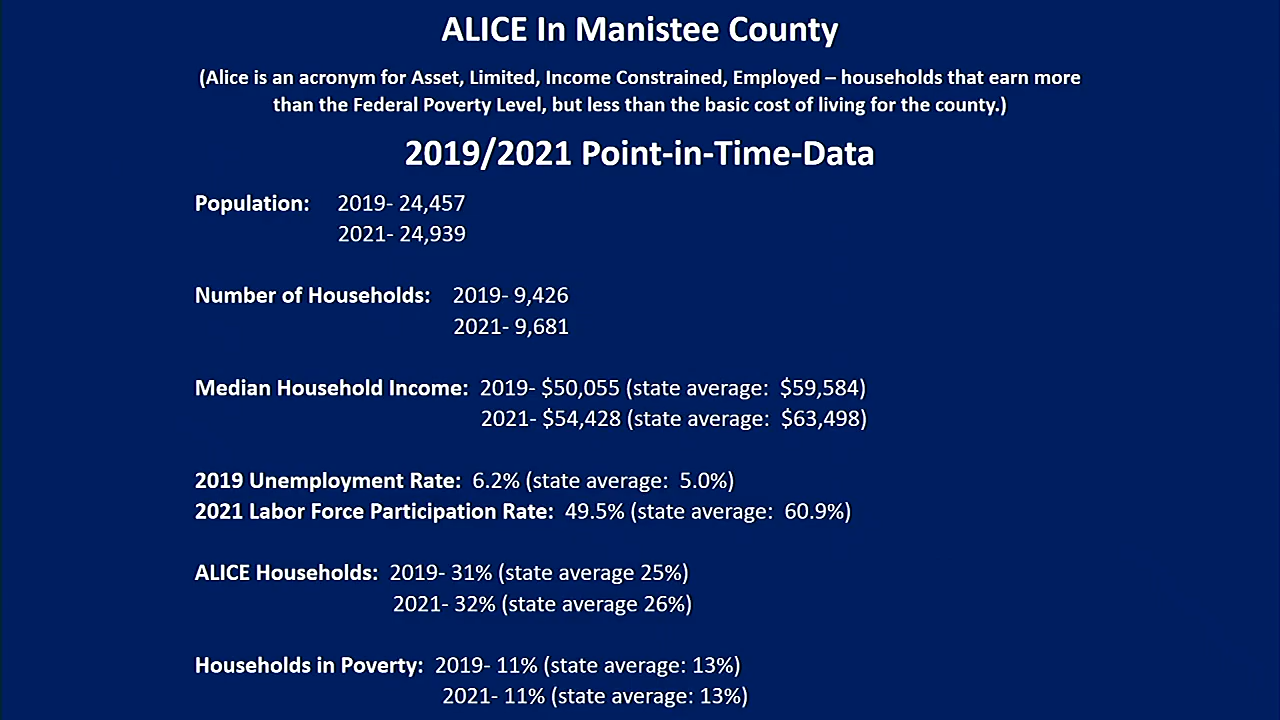 ALICE In Manistee County
(Alice is an acronym for Asset, Limited, Income Constrained, Employed – households that earn more
than the Federal Poverty Level, but less than the basic cost of living for the county.)
2019/2021 Point-in-Time-Data
Population: 2019- 24,457
2021- 24,939
Number of Households: 2019- 9,426
2021- 9,681
Median Household Income: 2019- $50,055 (state average: $59,584)
2021- $54,428 (state average: $63,498)
2019 Unemployment Rate: 6.2% (state average: 5.0%)
2021 Labor Force Participation Rate: 49.5% (state average: 60.9%)
ALICE Households: 2019- 31% (state average 25%)
2021- 32% (state average 26%)
Households in Poverty: 2019- 11% (state average: 13%)
2021- 11% (state average: 13%)